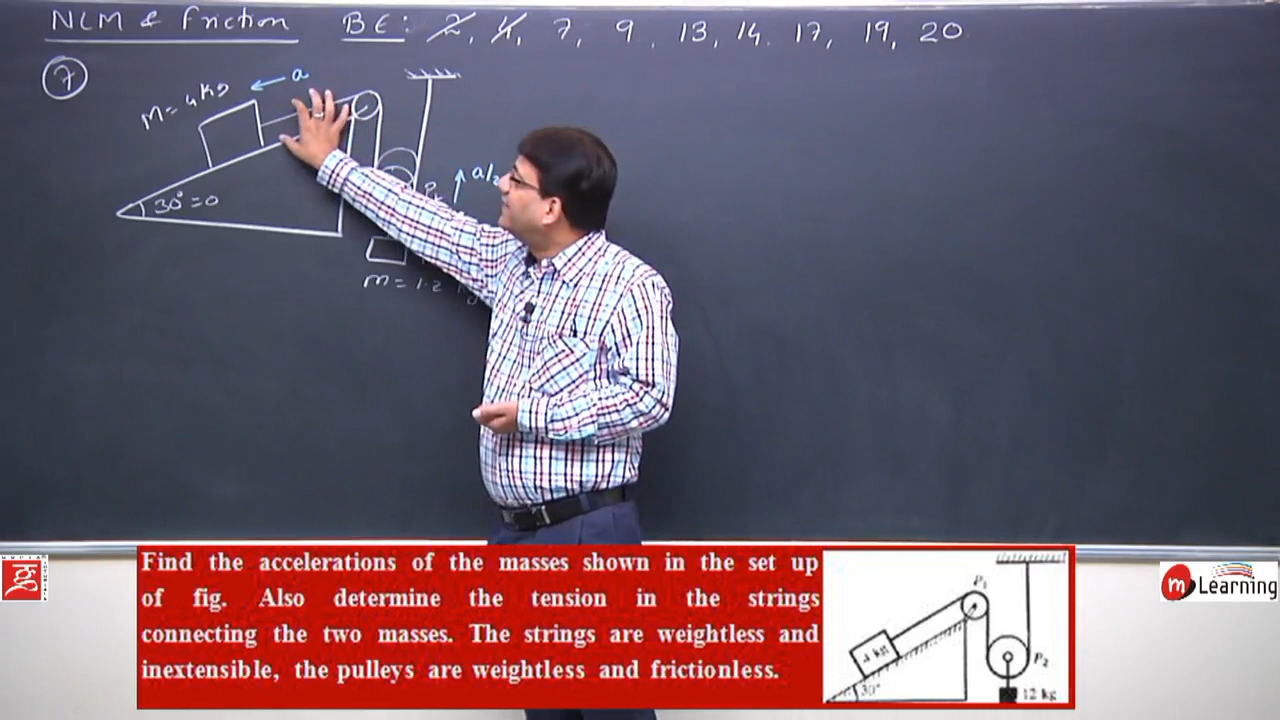 NLM & Friction BE: 2, 4, 7, 9, 13, 14, 17, 19, 20
7
M = 4 kg
a
a/2
P2
30° = θ
m = 1.2 kg
Find the accelerations of the masses shown in the set up
of fig. Also determine the tension in the strings
connecting the two masses. The strings are weightless and
inextensible, the pulleys are weightless and frictionless.
P1
4 kg
P2
30°
12 kg
m Learning